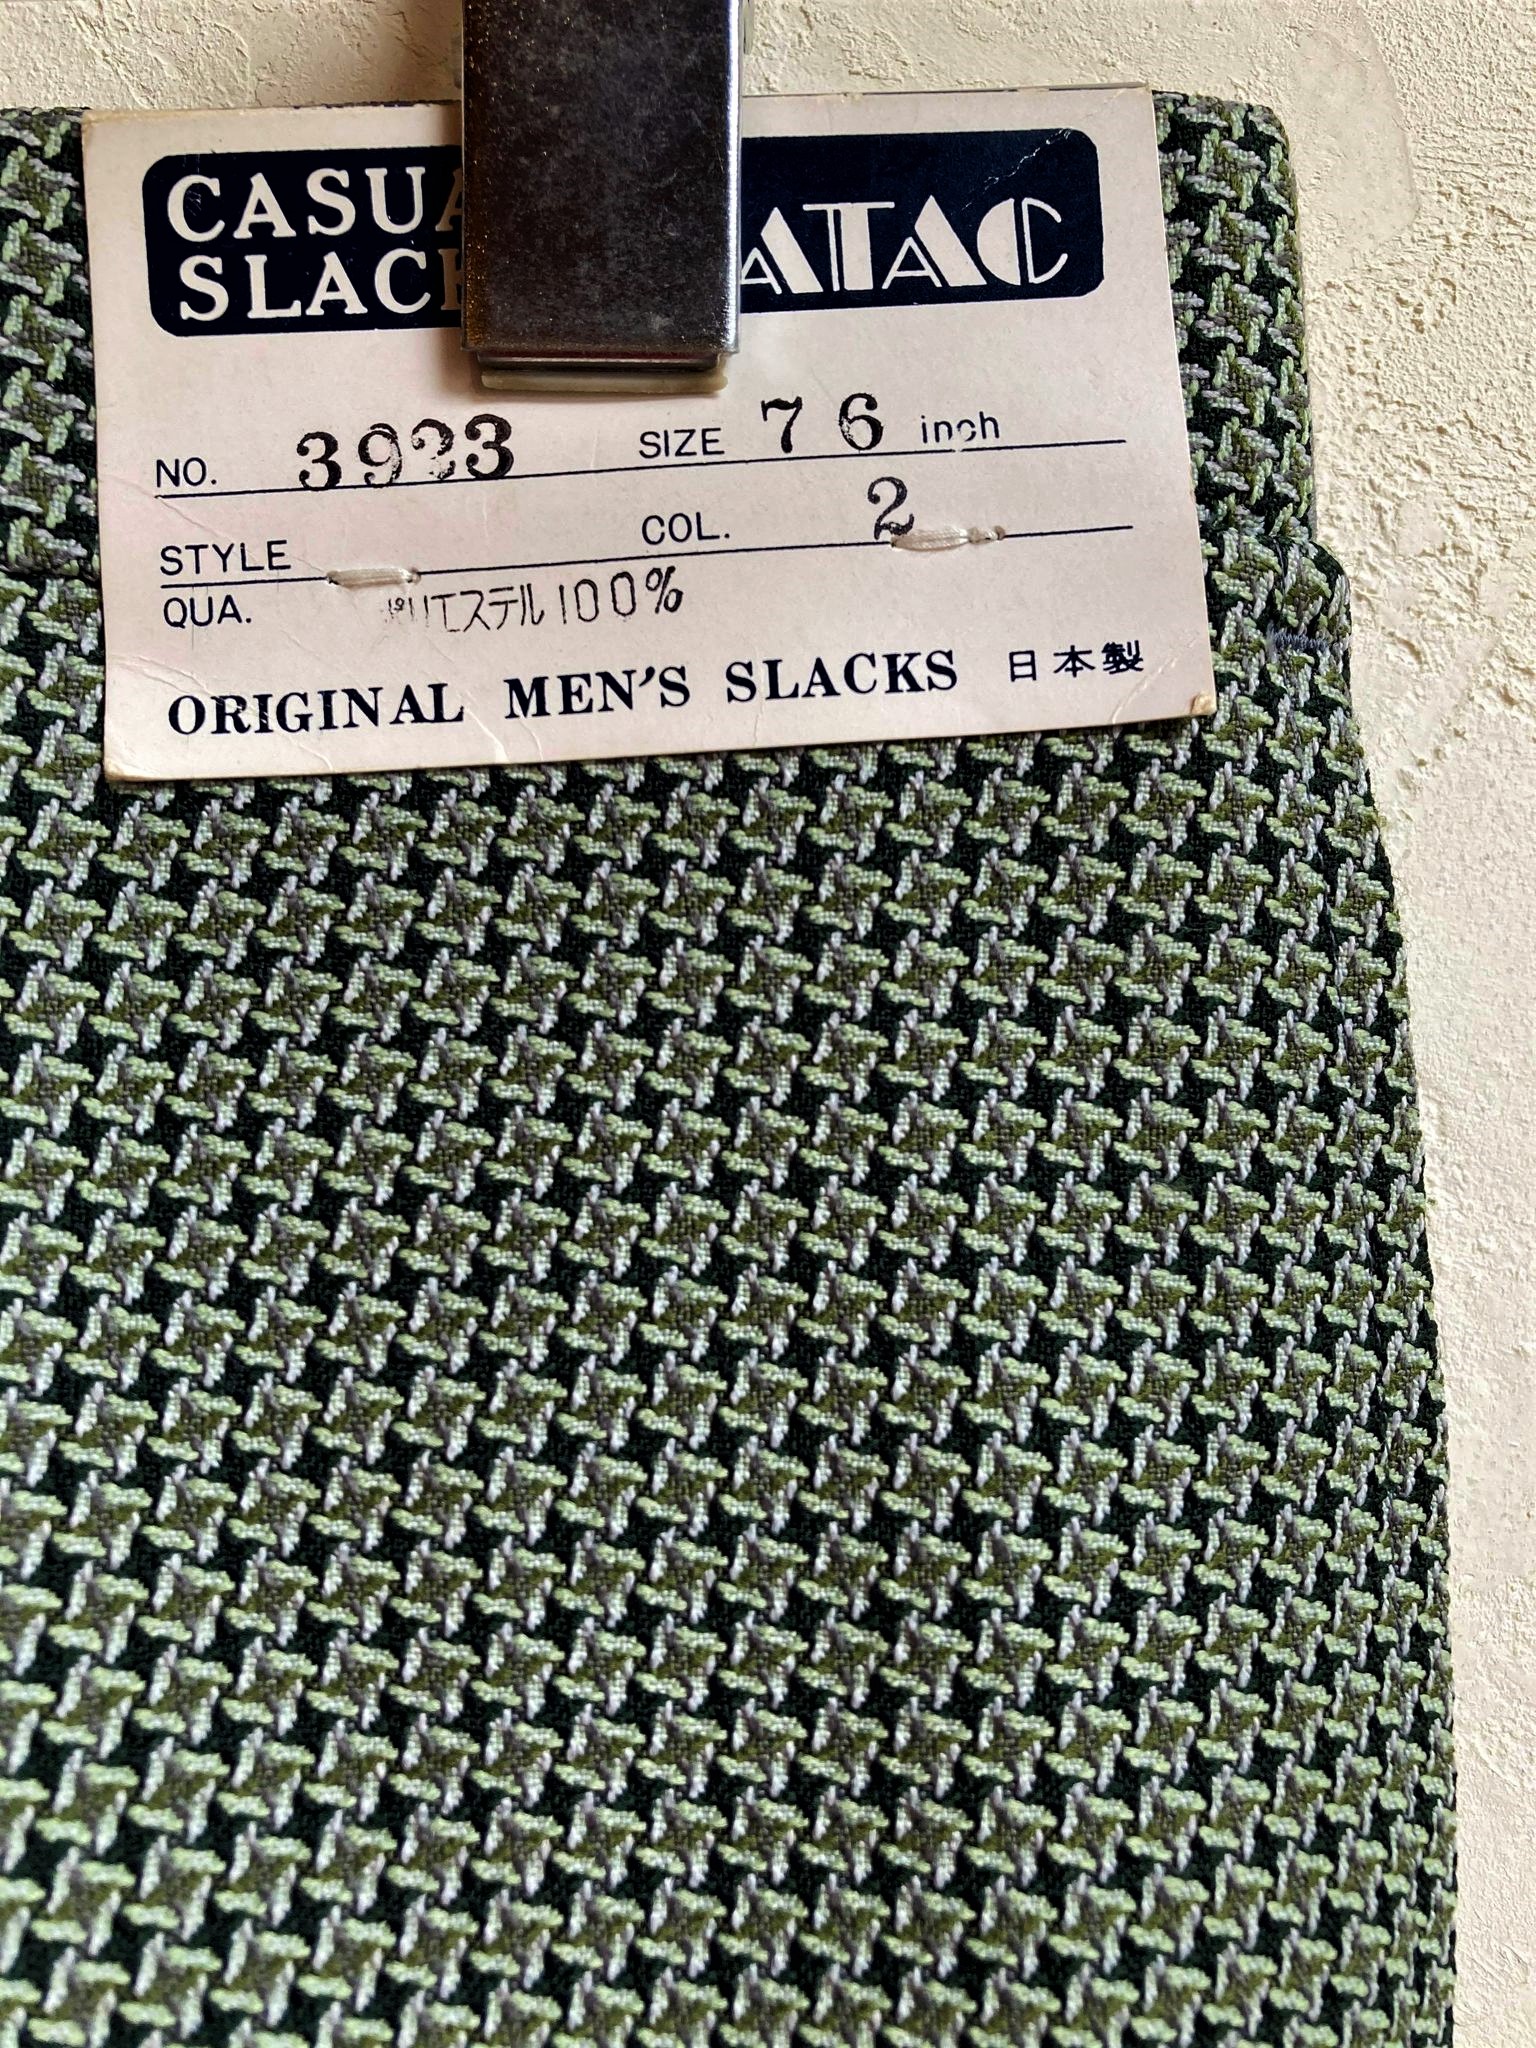 CASUA
SLACK
ATAC
NO. 3923 SIZE 76 inch
STYLE COL. 2
QUA. ポリエステル100%
ORIGINAL MEN'S SLACKS 日本製